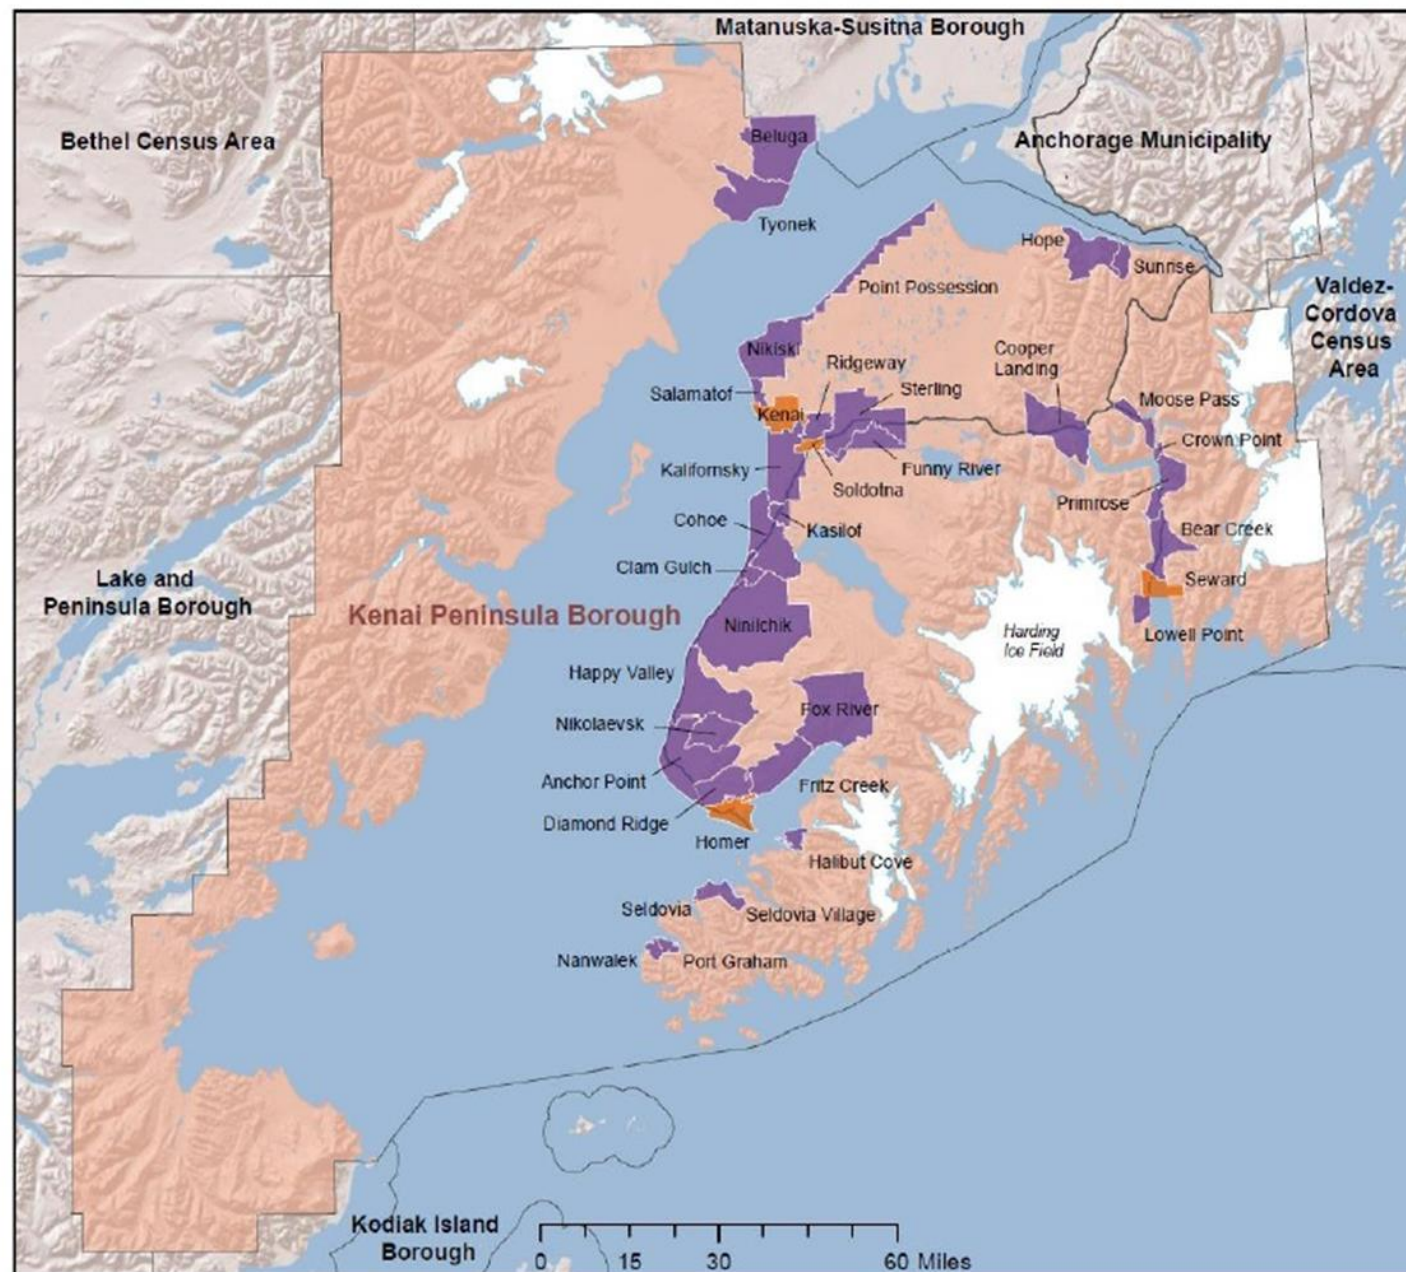 Matanuska-Susitna Borough
Bethel Census Area
Anchorage Municipality
Beluga
Tyonek
Hope
Sunrise
Point Possession
Valdez-
Cordova
Census
Area
Nikiski
Ridgeway
Cooper
Landing
Salamatof
Sterling
Kenai
Moose Pass
Crown Point
Kalifornsky
Funny River
Soldotna
Primrose
Cohoe
Kasilof
Bear Creek
Clam Gulch
Seward
Lake and
Peninsula Borough
Kenai Peninsula Borough
Ninilchik
Harding
Ice Field
Lowell Point
Happy Valley
Fox River
Nikolaevsk
Anchor Point
Fritz Creek
Diamond Ridge
Homer
Halibut Cove
Seldovia
Seldovia Village
Nanwalek
Port Graham
Kodiak Island
Borough
0 15 30 60 Miles